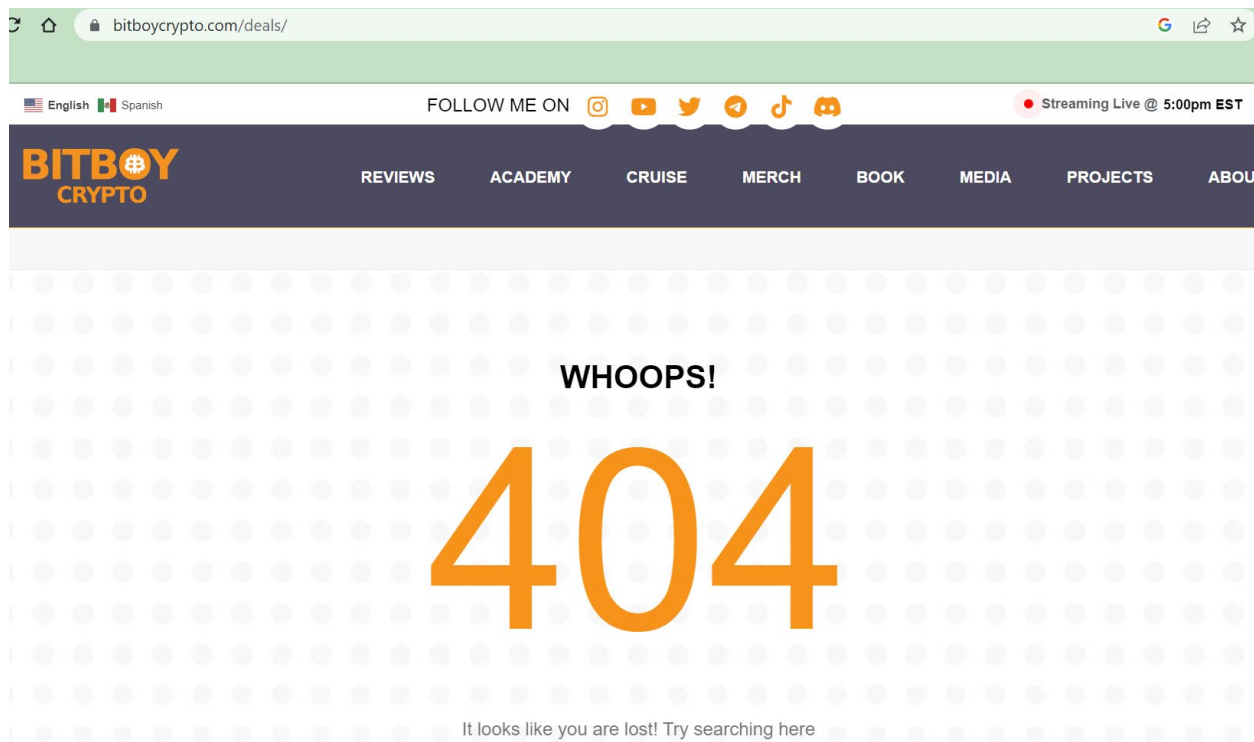 bitboycrypto.com/deals/
English Spanish FOLLOW ME ON Streaming Live @ 5:00pm EST
BITBOY
CRYPTO
REVIEWS ACADEMY CRUISE MERCH BOOK MEDIA PROJECTS ABOU
WHOOPS!
404
It looks like you are lost! Try searching here